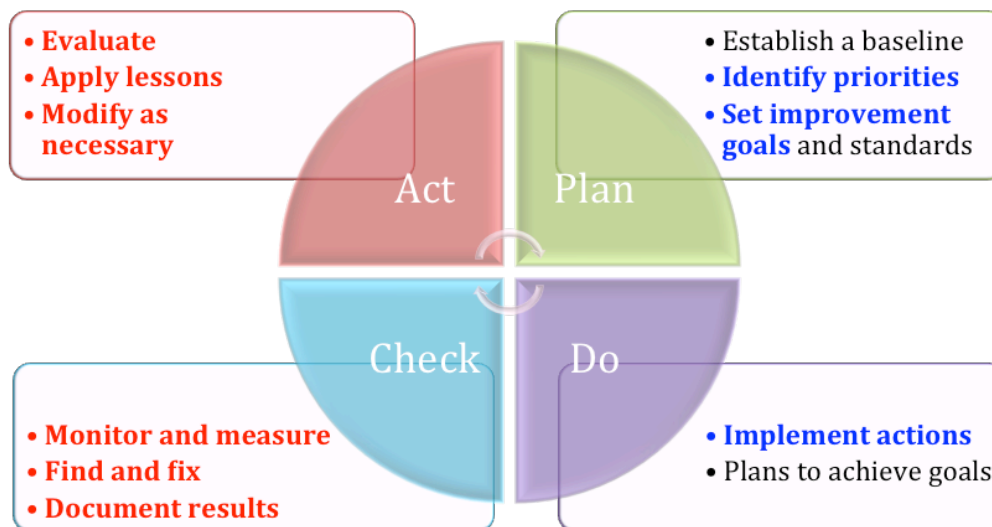 • Evaluate
• Apply lessons
• Modify as
necessary
• Establish a baseline
• Identify priorities
• Set improvement
goals and standards
Act
Plan
Check
Do
• Monitor and measure
• Find and fix
• Document results
• Implement actions
• Plans to achieve goals